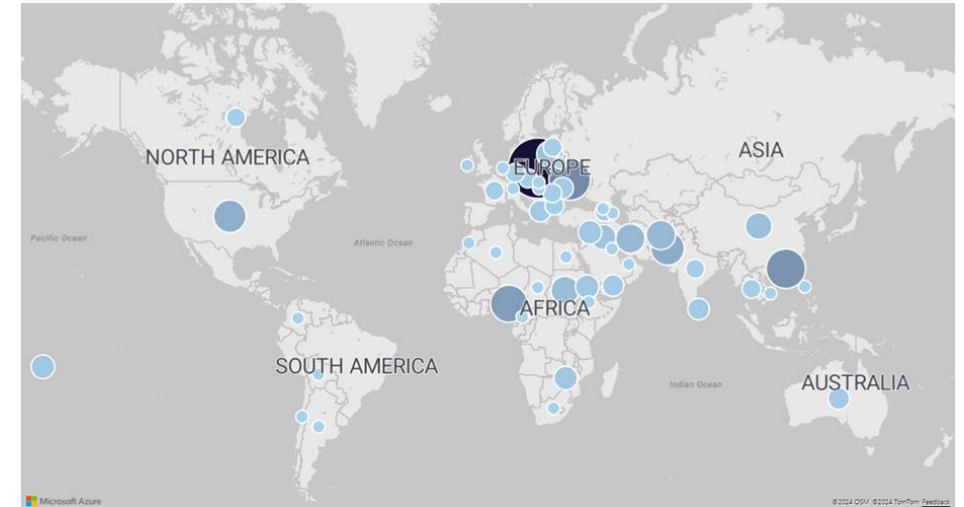 NORTH AMERICA
EUROPE
ASIA
Pacific Ocean
Atlantic Ocean
AFRICA
SOUTH AMERICA
Indian Ocean
AUSTRALIA
Microsoft Azure
©2024 OSM ©2024 TomTom Feedback